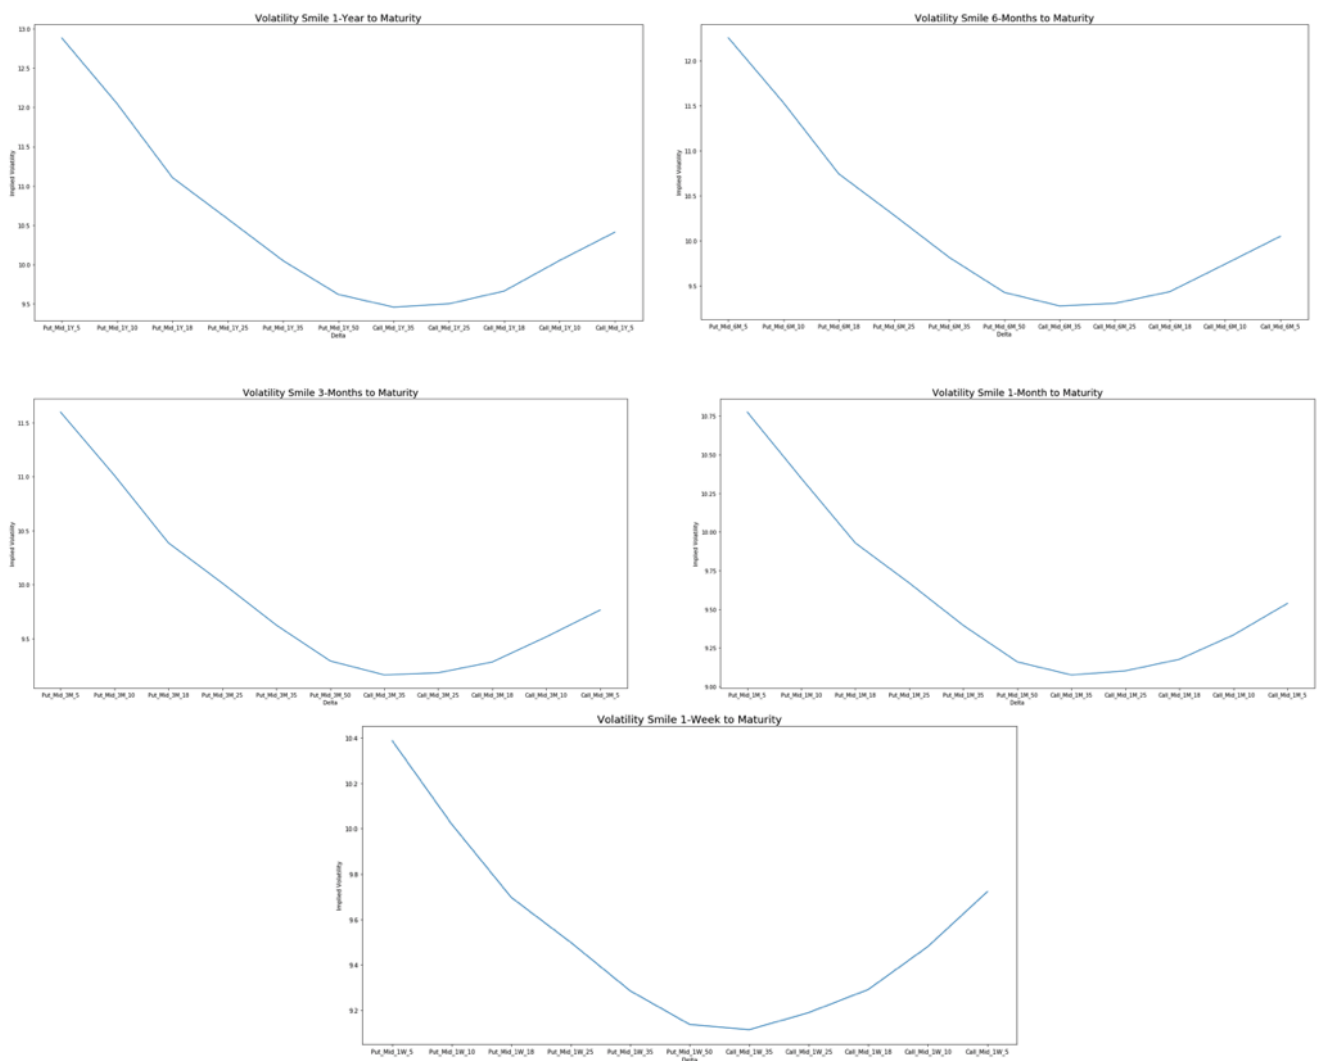 Volatility Smile 1-Year to Maturity
13.0
12.5
12.0
11.5
11.0
10.5
10.0
9.5
Implied Volatility
Put_Mid_1Y_5 Put_Mid_1Y_10 Put_Mid_1Y_18 Put_Mid_1Y_25 Put_Mid_1Y_35 Put_Mid_1Y_50 Call_Mid_1Y_35 Call_Mid_1Y_25 Call_Mid_1Y_18 Call_Mid_1Y_10 Call_Mid_1Y_5
Delta
Volatility Smile 6-Months to Maturity
12.0
11.5
11.0
10.5
10.0
9.5
Implied Volatility
Put_Mid_6M_5 Put_Mid_6M_10 Put_Mid_6M_18 Put_Mid_6M_25 Put_Mid_6M_35 Put_Mid_6M_50 Call_Mid_6M_35 Call_Mid_6M_25 Call_Mid_6M_18 Call_Mid_6M_10 Call_Mid_6M_5
Delta
Volatility Smile 3-Months to Maturity
11.5
11.0
10.5
10.0
9.5
Implied Volatility
Put_Mid_3M_5 Put_Mid_3M_10 Put_Mid_3M_18 Put_Mid_3M_25 Put_Mid_3M_35 Put_Mid_3M_50 Call_Mid_3M_35 Call_Mid_3M_25 Call_Mid_3M_18 Call_Mid_3M_10 Call_Mid_3M_5
Delta
Volatility Smile 1-Month to Maturity
10.75
10.50
10.25
10.00
9.75
9.50
9.25
9.00
Implied Volatility
Put_Mid_1M_5 Put_Mid_1M_10 Put_Mid_1M_18 Put_Mid_1M_25 Put_Mid_1M_35 Put_Mid_1M_50 Call_Mid_1M_35 Call_Mid_1M_25 Call_Mid_1M_18 Call_Mid_1M_10 Call_Mid_1M_5
Delta
Volatility Smile 1-Week to Maturity
10.4
10.2
10.0
9.8
9.6
9.4
9.2
Implied Volatility
Put_Mid_1W_5 Put_Mid_1W_10 Put_Mid_1W_18 Put_Mid_1W_25 Put_Mid_1W_35 Put_Mid_1W_50 Call_Mid_1W_35 Call_Mid_1W_25 Call_Mid_1W_18 Call_Mid_1W_10 Call_Mid_1W_5
Delta